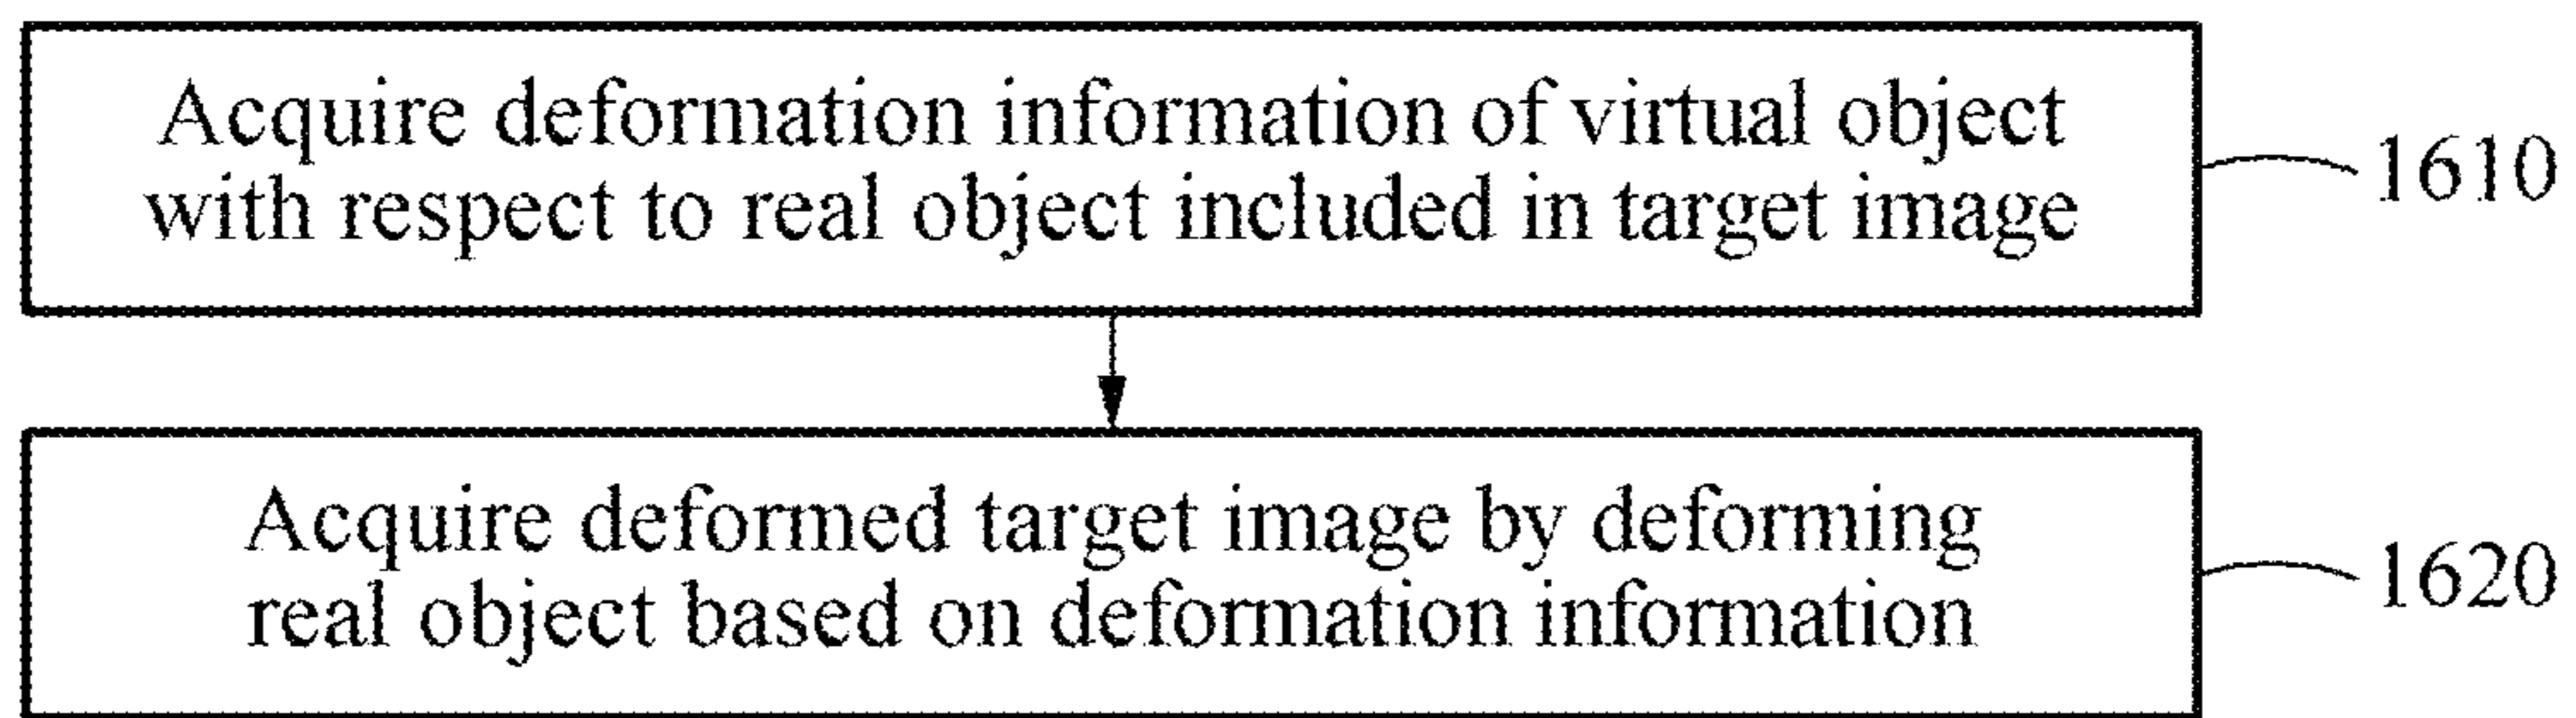 Acquire deformation information of virtual object
with respect to real object included in target image
1610
Acquire deformed target image by deforming
real object based on deformation information
1620